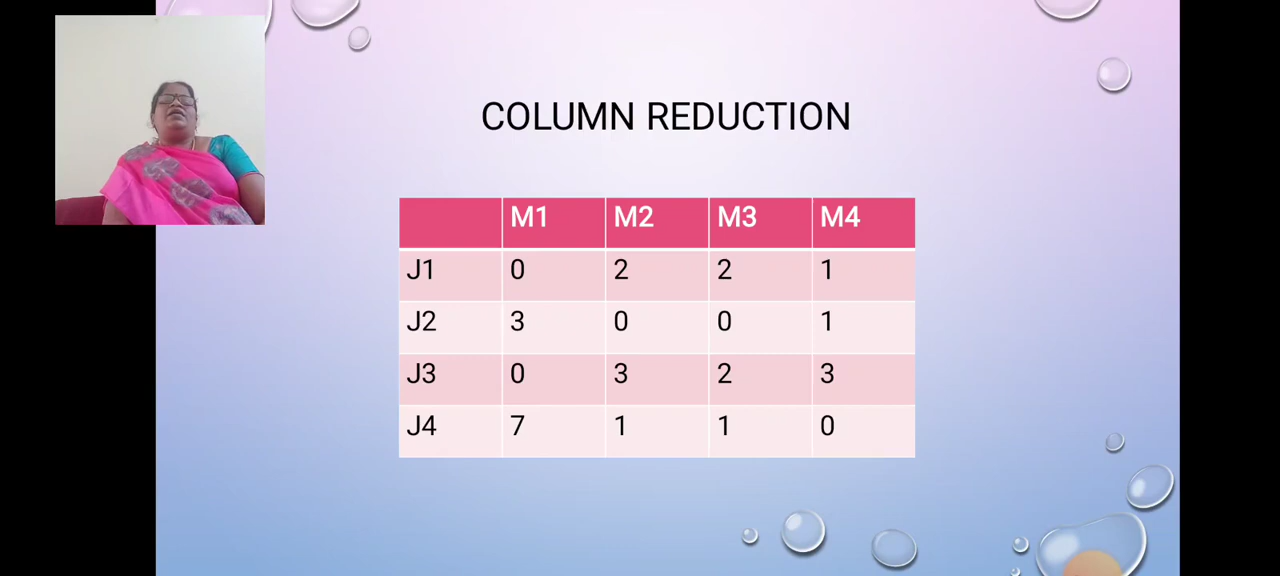 COLUMN REDUCTION
M1 M2 M3 M4
J1 0 2 2 1
J2 3 0 0 1
J3 0 3 2 3
J4 7 1 1 0